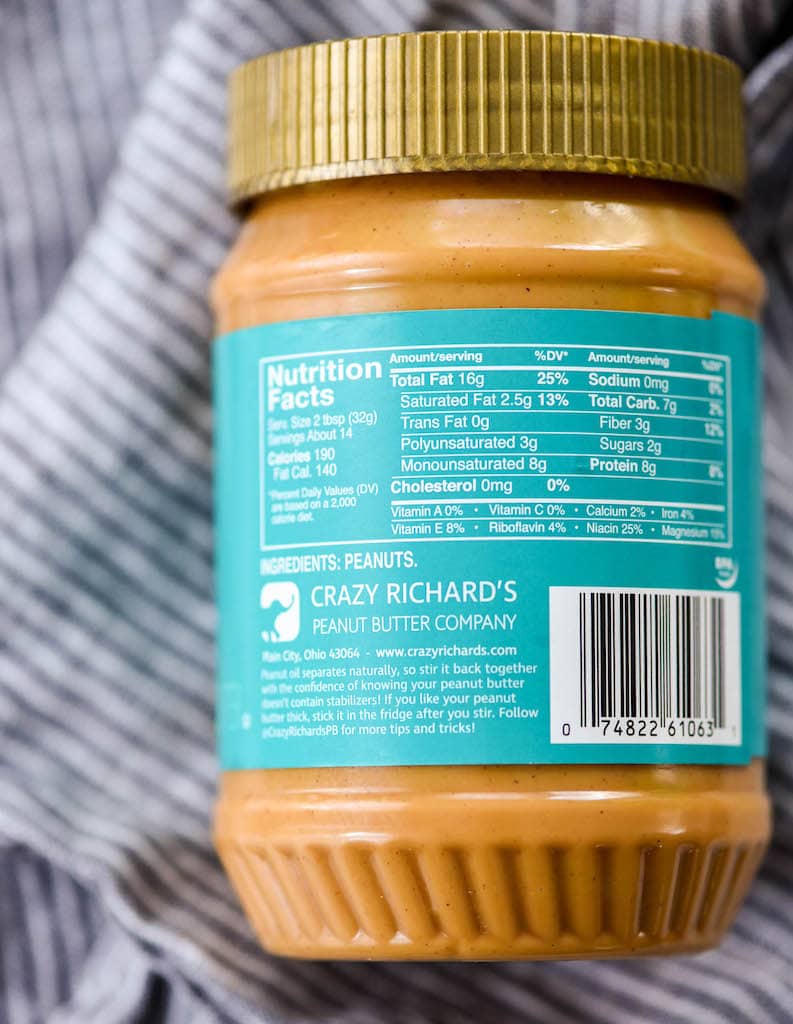 Nutrition
Facts
Serv. Size 2 tbsp (32g)
Servings About 14
Calories 190
Fat Cal. 140
*Percent Daily Values (DV)
are based on a 2,000
calorie diet.
Amount/serving %DV*
Total Fat 16g 25%
Saturated Fat 2.5g 13%
Trans Fat 0g
Polyunsaturated 3g
Monounsaturated 8g
Cholesterol 0mg 0%
Amount/serving %DV*
Sodium 0mg 0%
Total Carb. 7g 2%
Fiber 3g 12%
Sugars 2g
Protein 8g 8%
Vitamin A 0% • Vitamin C 0% • Calcium 2% • Iron 4%
Vitamin E 8% • Riboflavin 4% • Niacin 25% • Magnesium 15%
INGREDIENTS: PEANUTS.
BPA
CRAZY RICHARD'S
PEANUT BUTTER COMPANY
Plain City, Ohio 43064 - www.crazyrichards.com
Peanut oil separates naturally, so stir it back together
with the confidence of knowing your peanut butter
doesn't contain stabilizers! If you like your peanut
butter thick, stick it in the fridge after you stir. Follow
@CrazyRichardsPB for more tips and tricks!
0 74822 61063 1